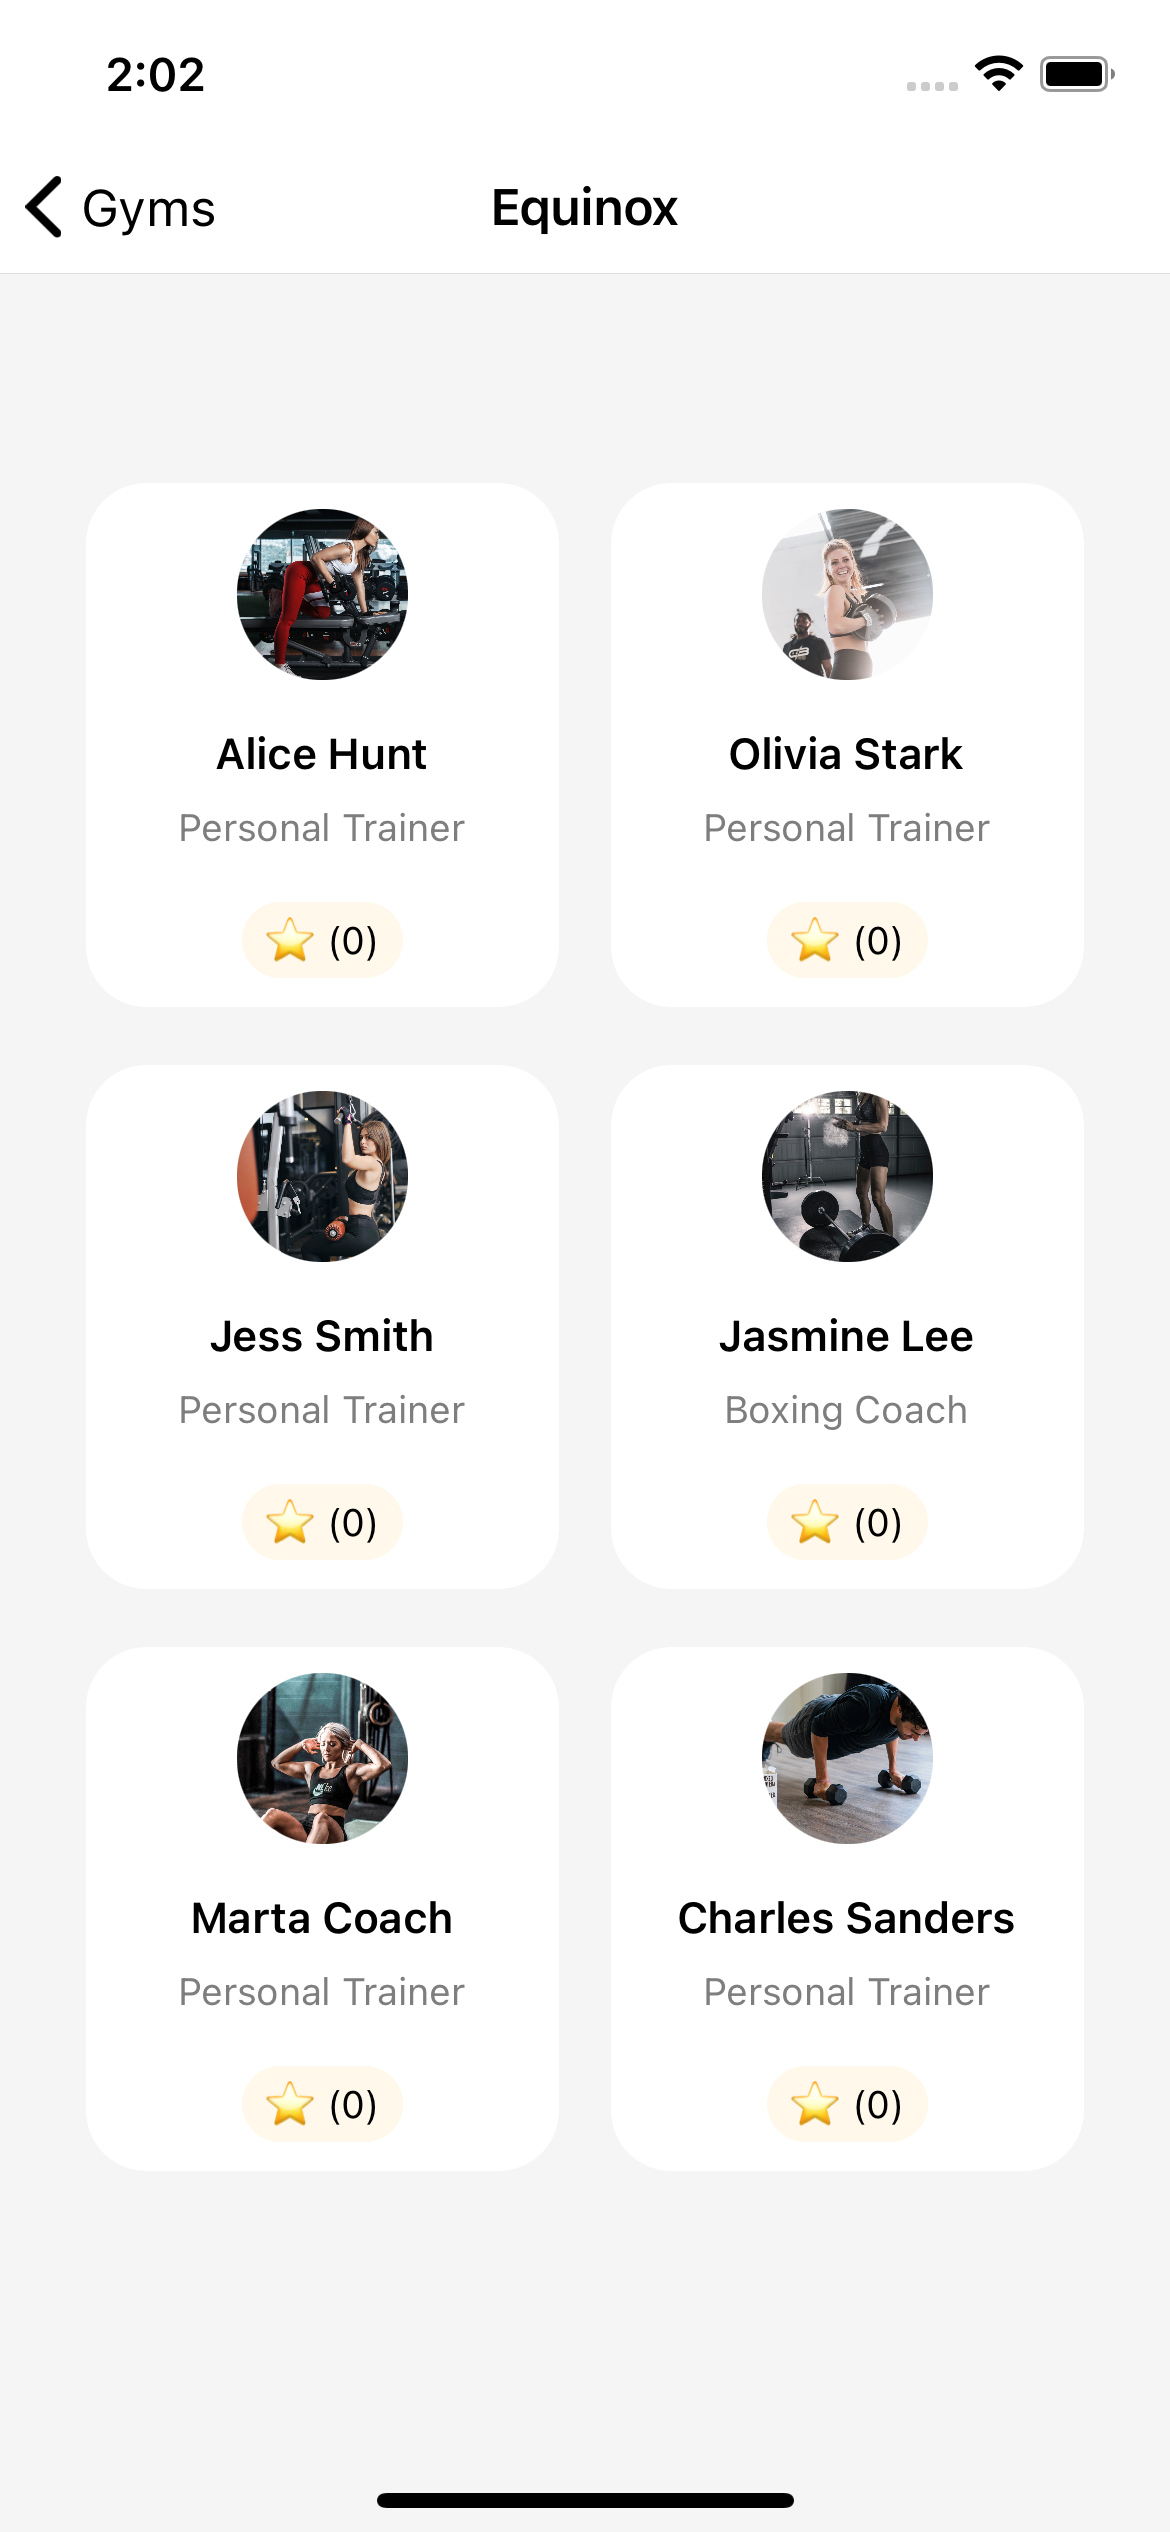 2:02
Gyms
Equinox
Alice Hunt
Olivia Stark
Personal Trainer
Personal Trainer
(0)
(0)
Jess Smith
Jasmine Lee
Personal Trainer
Boxing Coach
(0)
(0)
Marta Coach
Charles Sanders
Personal Trainer
Personal Trainer
(0)
(0)